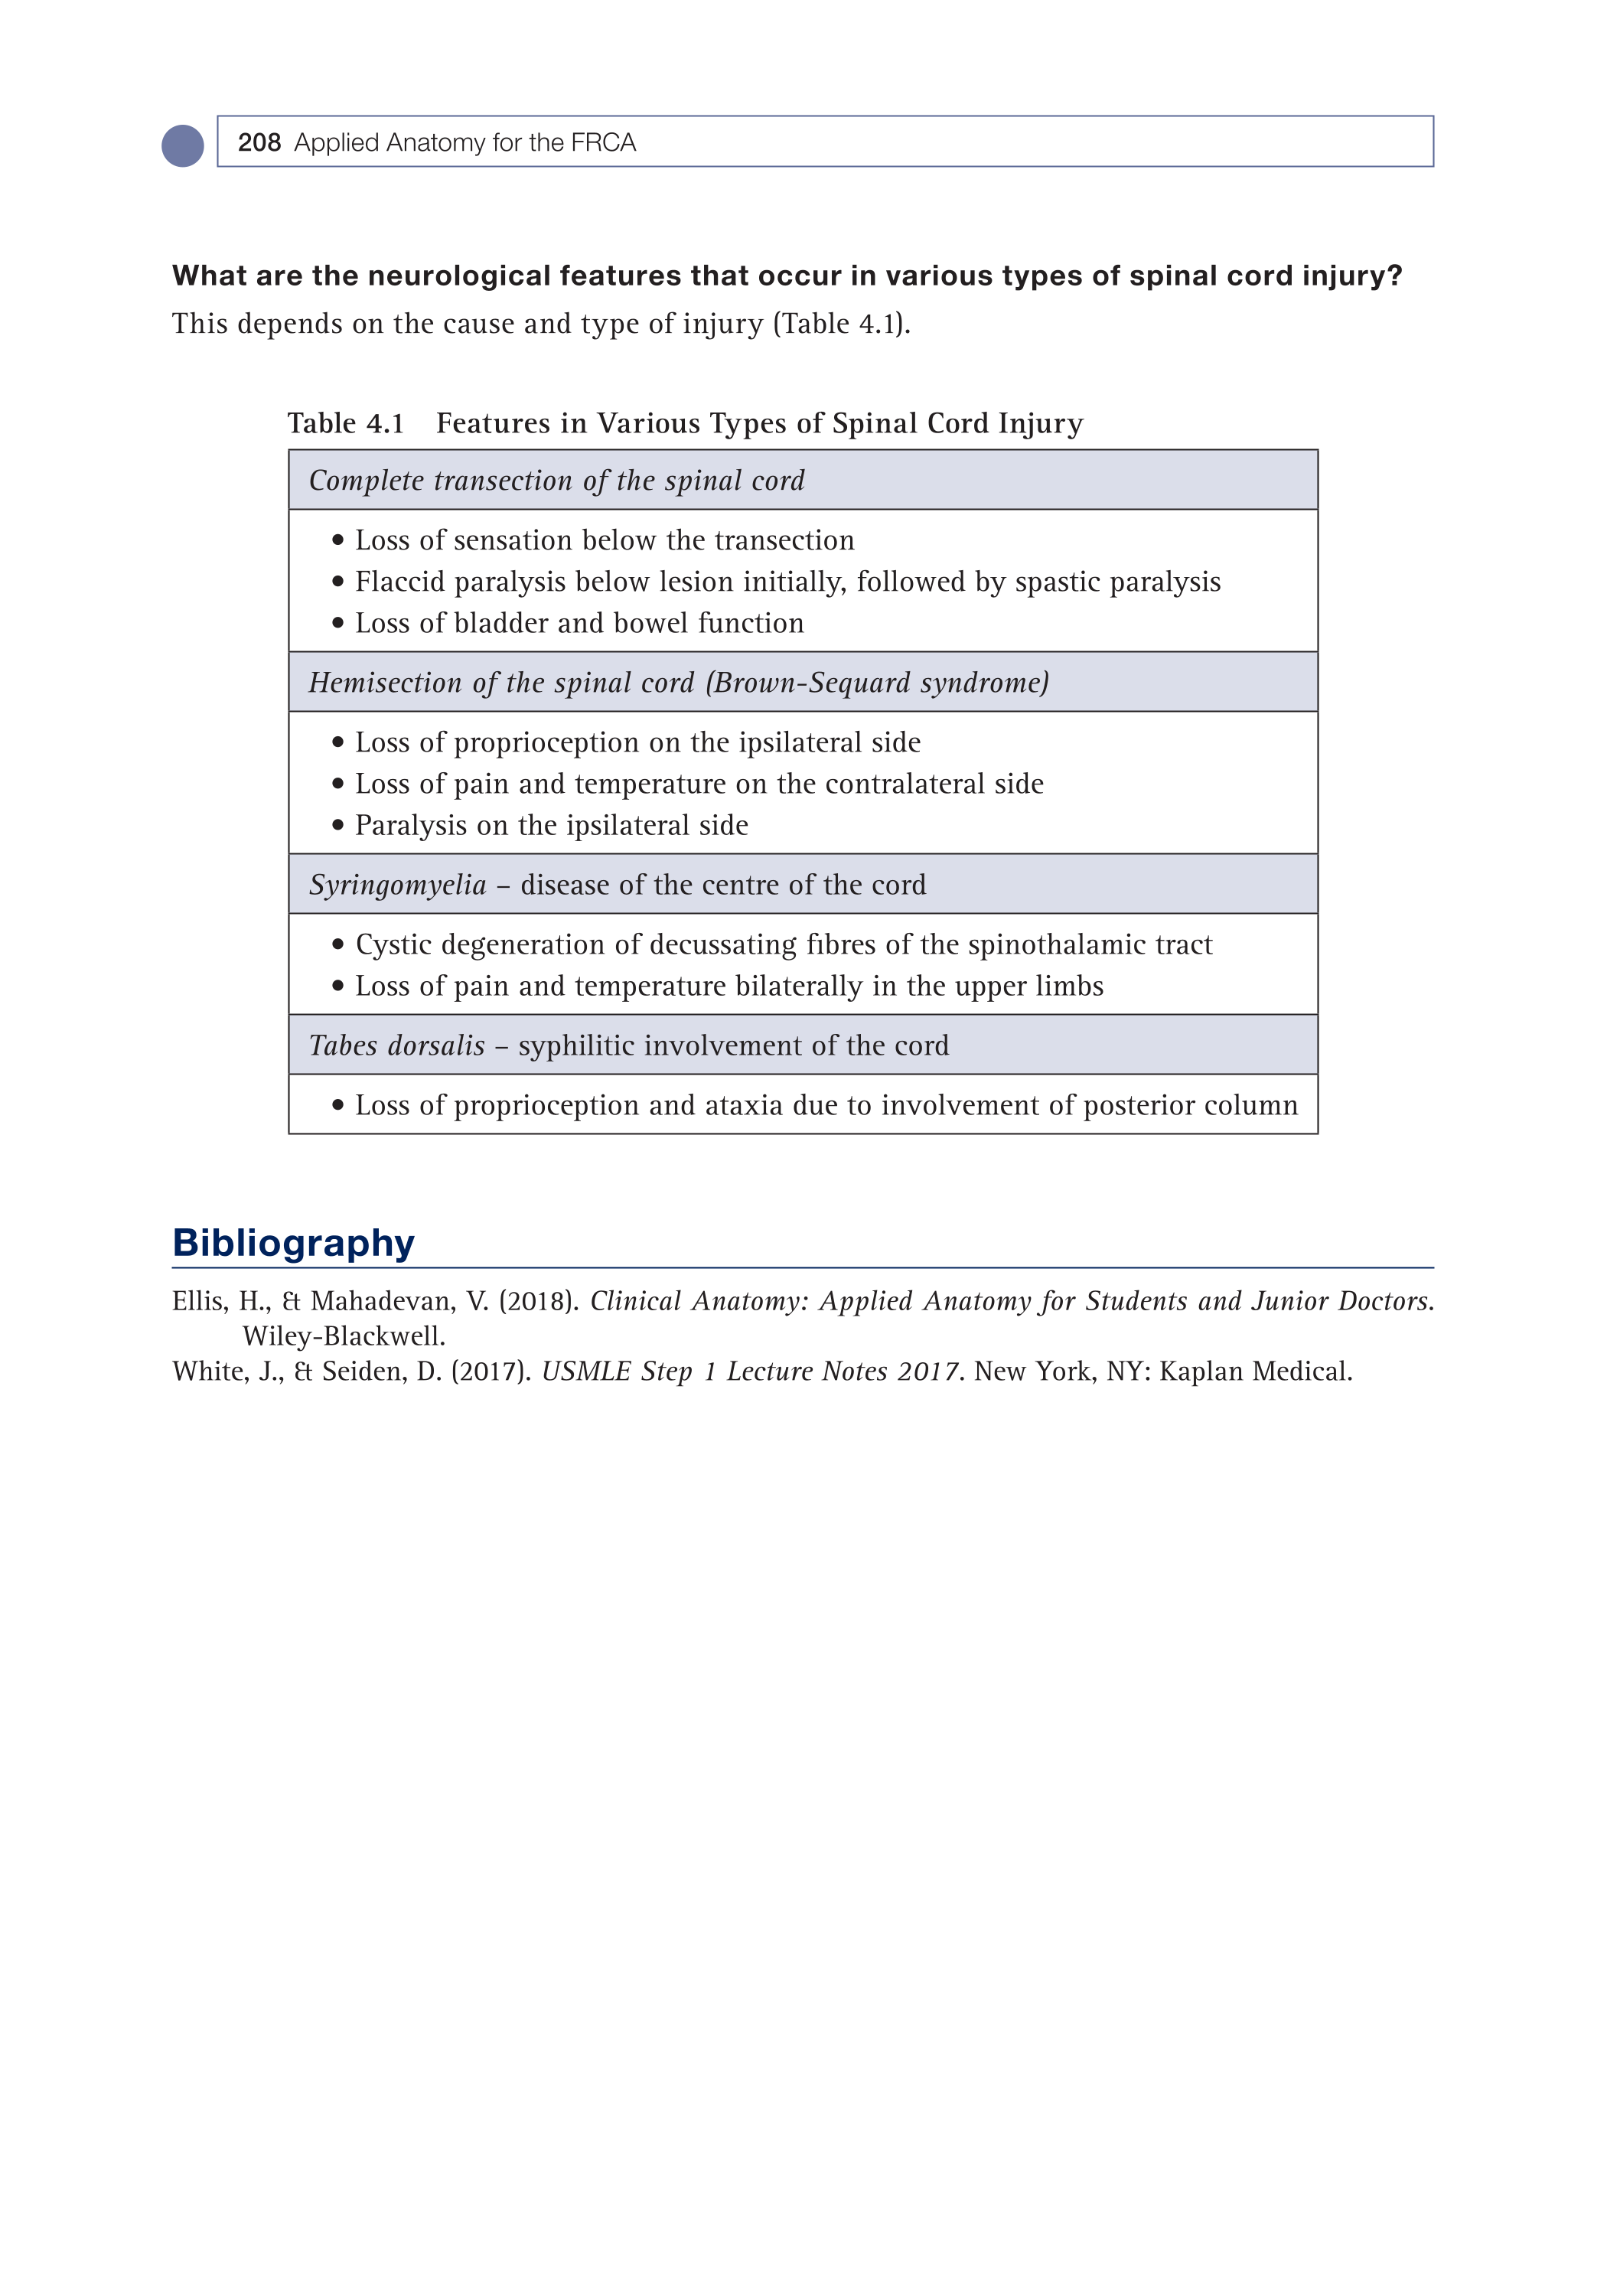 208 Applied Anatomy for the FRCA
What are the neurological features that occur in various types of spinal cord injury?
This depends on the cause and type of injury (Table 4.1).
Table 4.1 Features in Various Types of Spinal Cord Injury
Complete transection of the spinal cord
• Loss of sensation below the transection
• Flaccid paralysis below lesion initially, followed by spastic paralysis
• Loss of bladder and bowel function
Hemisection of the spinal cord (Brown-Sequard syndrome)
• Loss of proprioception on the ipsilateral side
• Loss of pain and temperature on the contralateral side
• Paralysis on the ipsilateral side
Syringomyelia – disease of the centre of the cord
• Cystic degeneration of decussating fibres of the spinothalamic tract
• Loss of pain and temperature bilaterally in the upper limbs
Tabes dorsalis – syphilitic involvement of the cord
• Loss of proprioception and ataxia due to involvement of posterior column
Bibliography
Ellis, H., & Mahadevan, V. (2018). Clinical Anatomy: Applied Anatomy for Students and Junior Doctors.
Wiley-Blackwell.
White, J., & Seiden, D. (2017). USMLE Step 1 Lecture Notes 2017. New York, NY: Kaplan Medical.